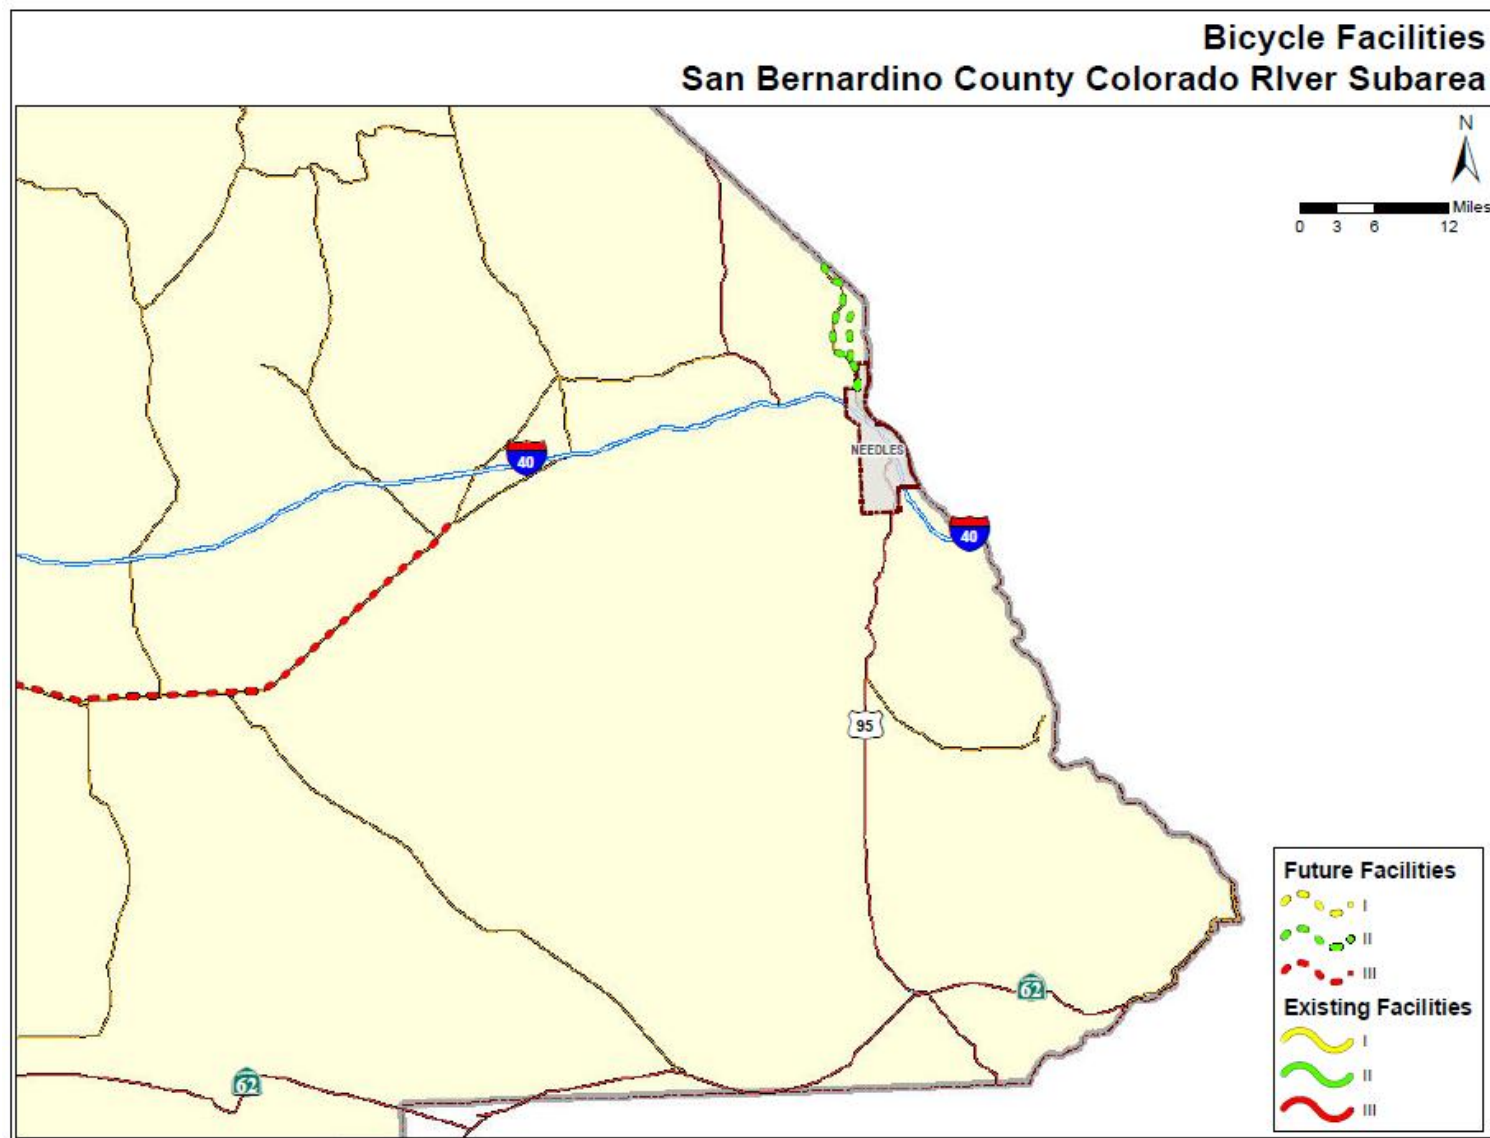 Bicycle Facilities
San Bernardino County Colorado RIver Subarea
N
Miles
0 3 6 12
40
NEEDLES
40
95
62
62
Future Facilities
I
II
III
Existing Facilities
I
II
III